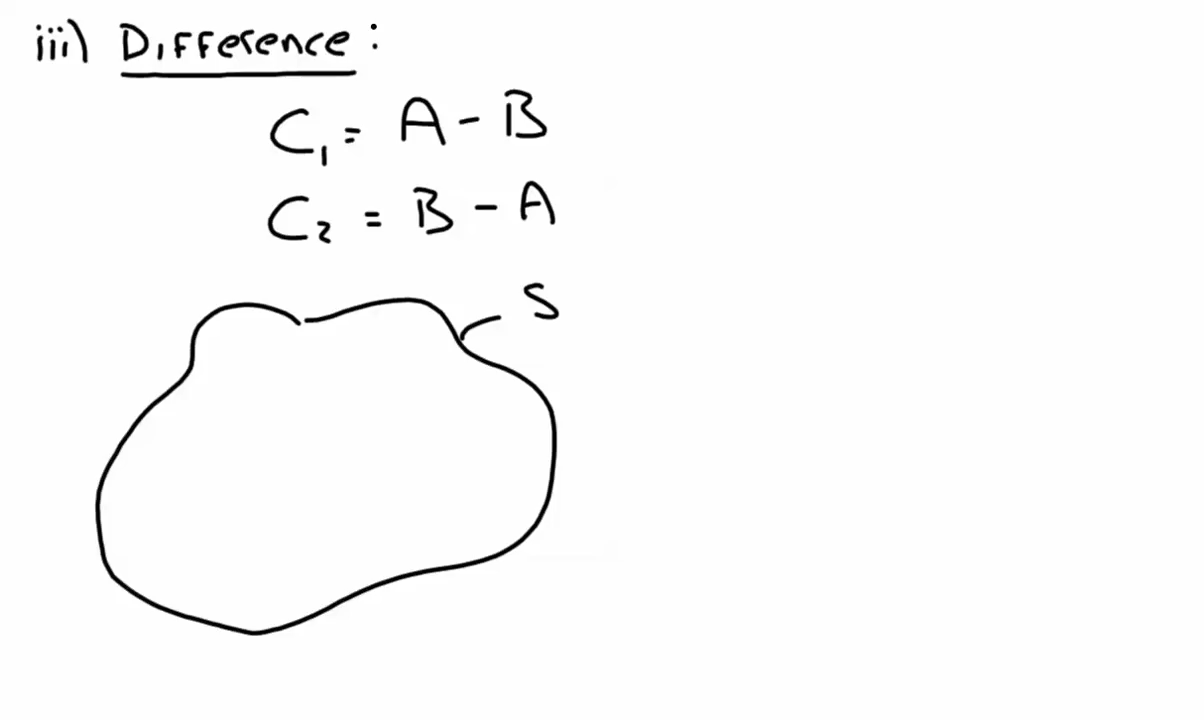 iii) Difference:
C₁ = A - B
C₂ = B - A
S